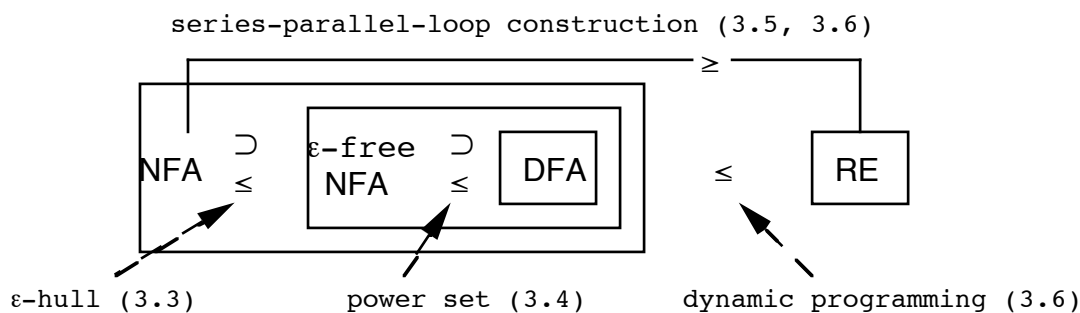 series-parallel-loop construction (3.5, 3.6)
≥
⊃ ε-free ⊃
NFA ≤ NFA ≤ DFA ≤ RE
ε-hull (3.3) power set (3.4) dynamic programming (3.6)